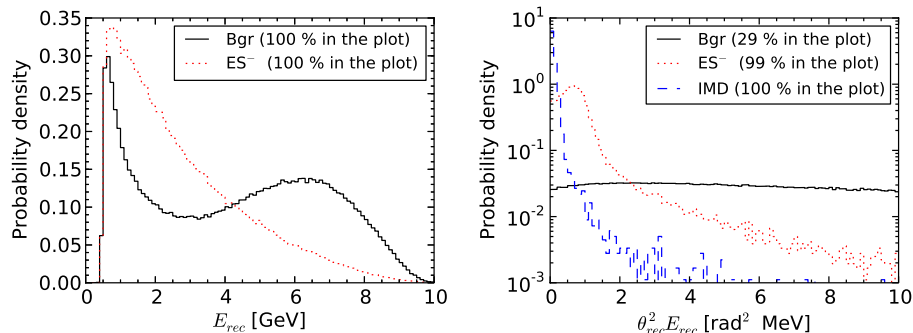 0.35
0.30
0.25
0.20
0.15
0.10
0.05
0.00
Probability density
Bgr (100 % in the plot)
ES⁻ (100 % in the plot)
0 2 4 6 8 10
E_rec [GeV]
10¹
10⁰
10⁻¹
10⁻²
10⁻³
Probability density
Bgr (29 % in the plot)
ES⁻ (99 % in the plot)
IMD (100 % in the plot)
0 2 4 6 8 10
θ²_rec E_rec [rad² MeV]